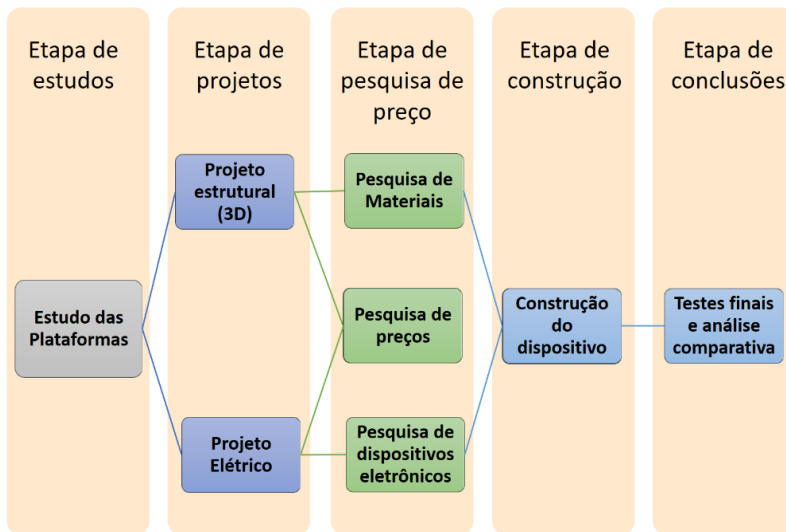 Etapa de
estudos
Etapa de
projetos
Etapa de
pesquisa de
preço
Etapa de
construção
Etapa de
conclusões
Estudo das
Plataformas
Projeto
estrutural
(3D)
Projeto
Elétrico
Pesquisa de
Materiais
Pesquisa de
preços
Pesquisa de
dispositivos
eletrônicos
Construção
do
dispositivo
Testes finais
e análise
comparativa